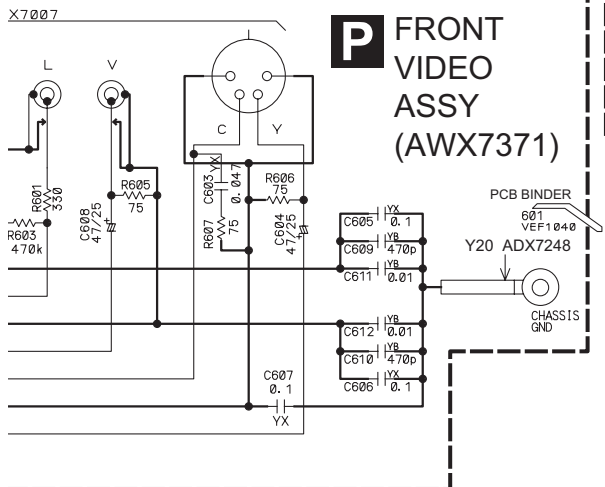 X7007
P FRONT
VIDEO
ASSY
(AWX7371)
L
V
C
Y
R601
330
R603
470k
C608
47/25
R605
75
C603
YX
0.047
R607
75
R606
75
C604
47/25
C605 YX 0.1
C609 YB 470p
C611 YB 0.01
C612 YB 0.01
C610 YB 470p
C606 YX 0.1
C607
0.1
YX
PCB BINDER
601
VEF1040
Y20 ADX7248
CHASSIS
GND